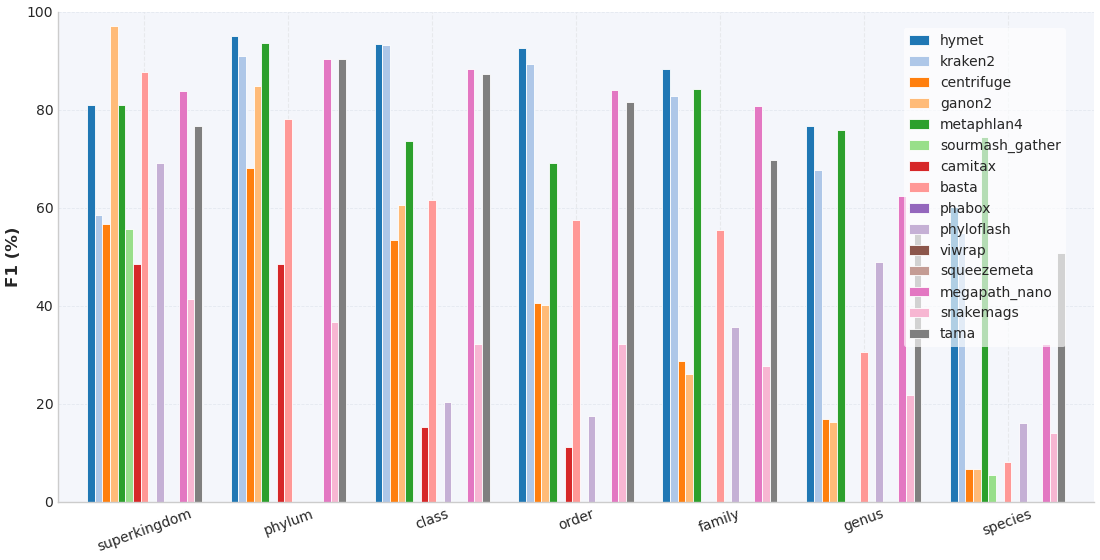 100
80
60
40
20
0
F1 (%)
superkingdom
phylum
class
order
family
genus
species
hymet
kraken2
centrifuge
ganon2
metaphlan4
sourmash_gather
camitax
basta
phabox
phyloflash
viwrap
squeezemeta
megapath_nano
snakemags
tama